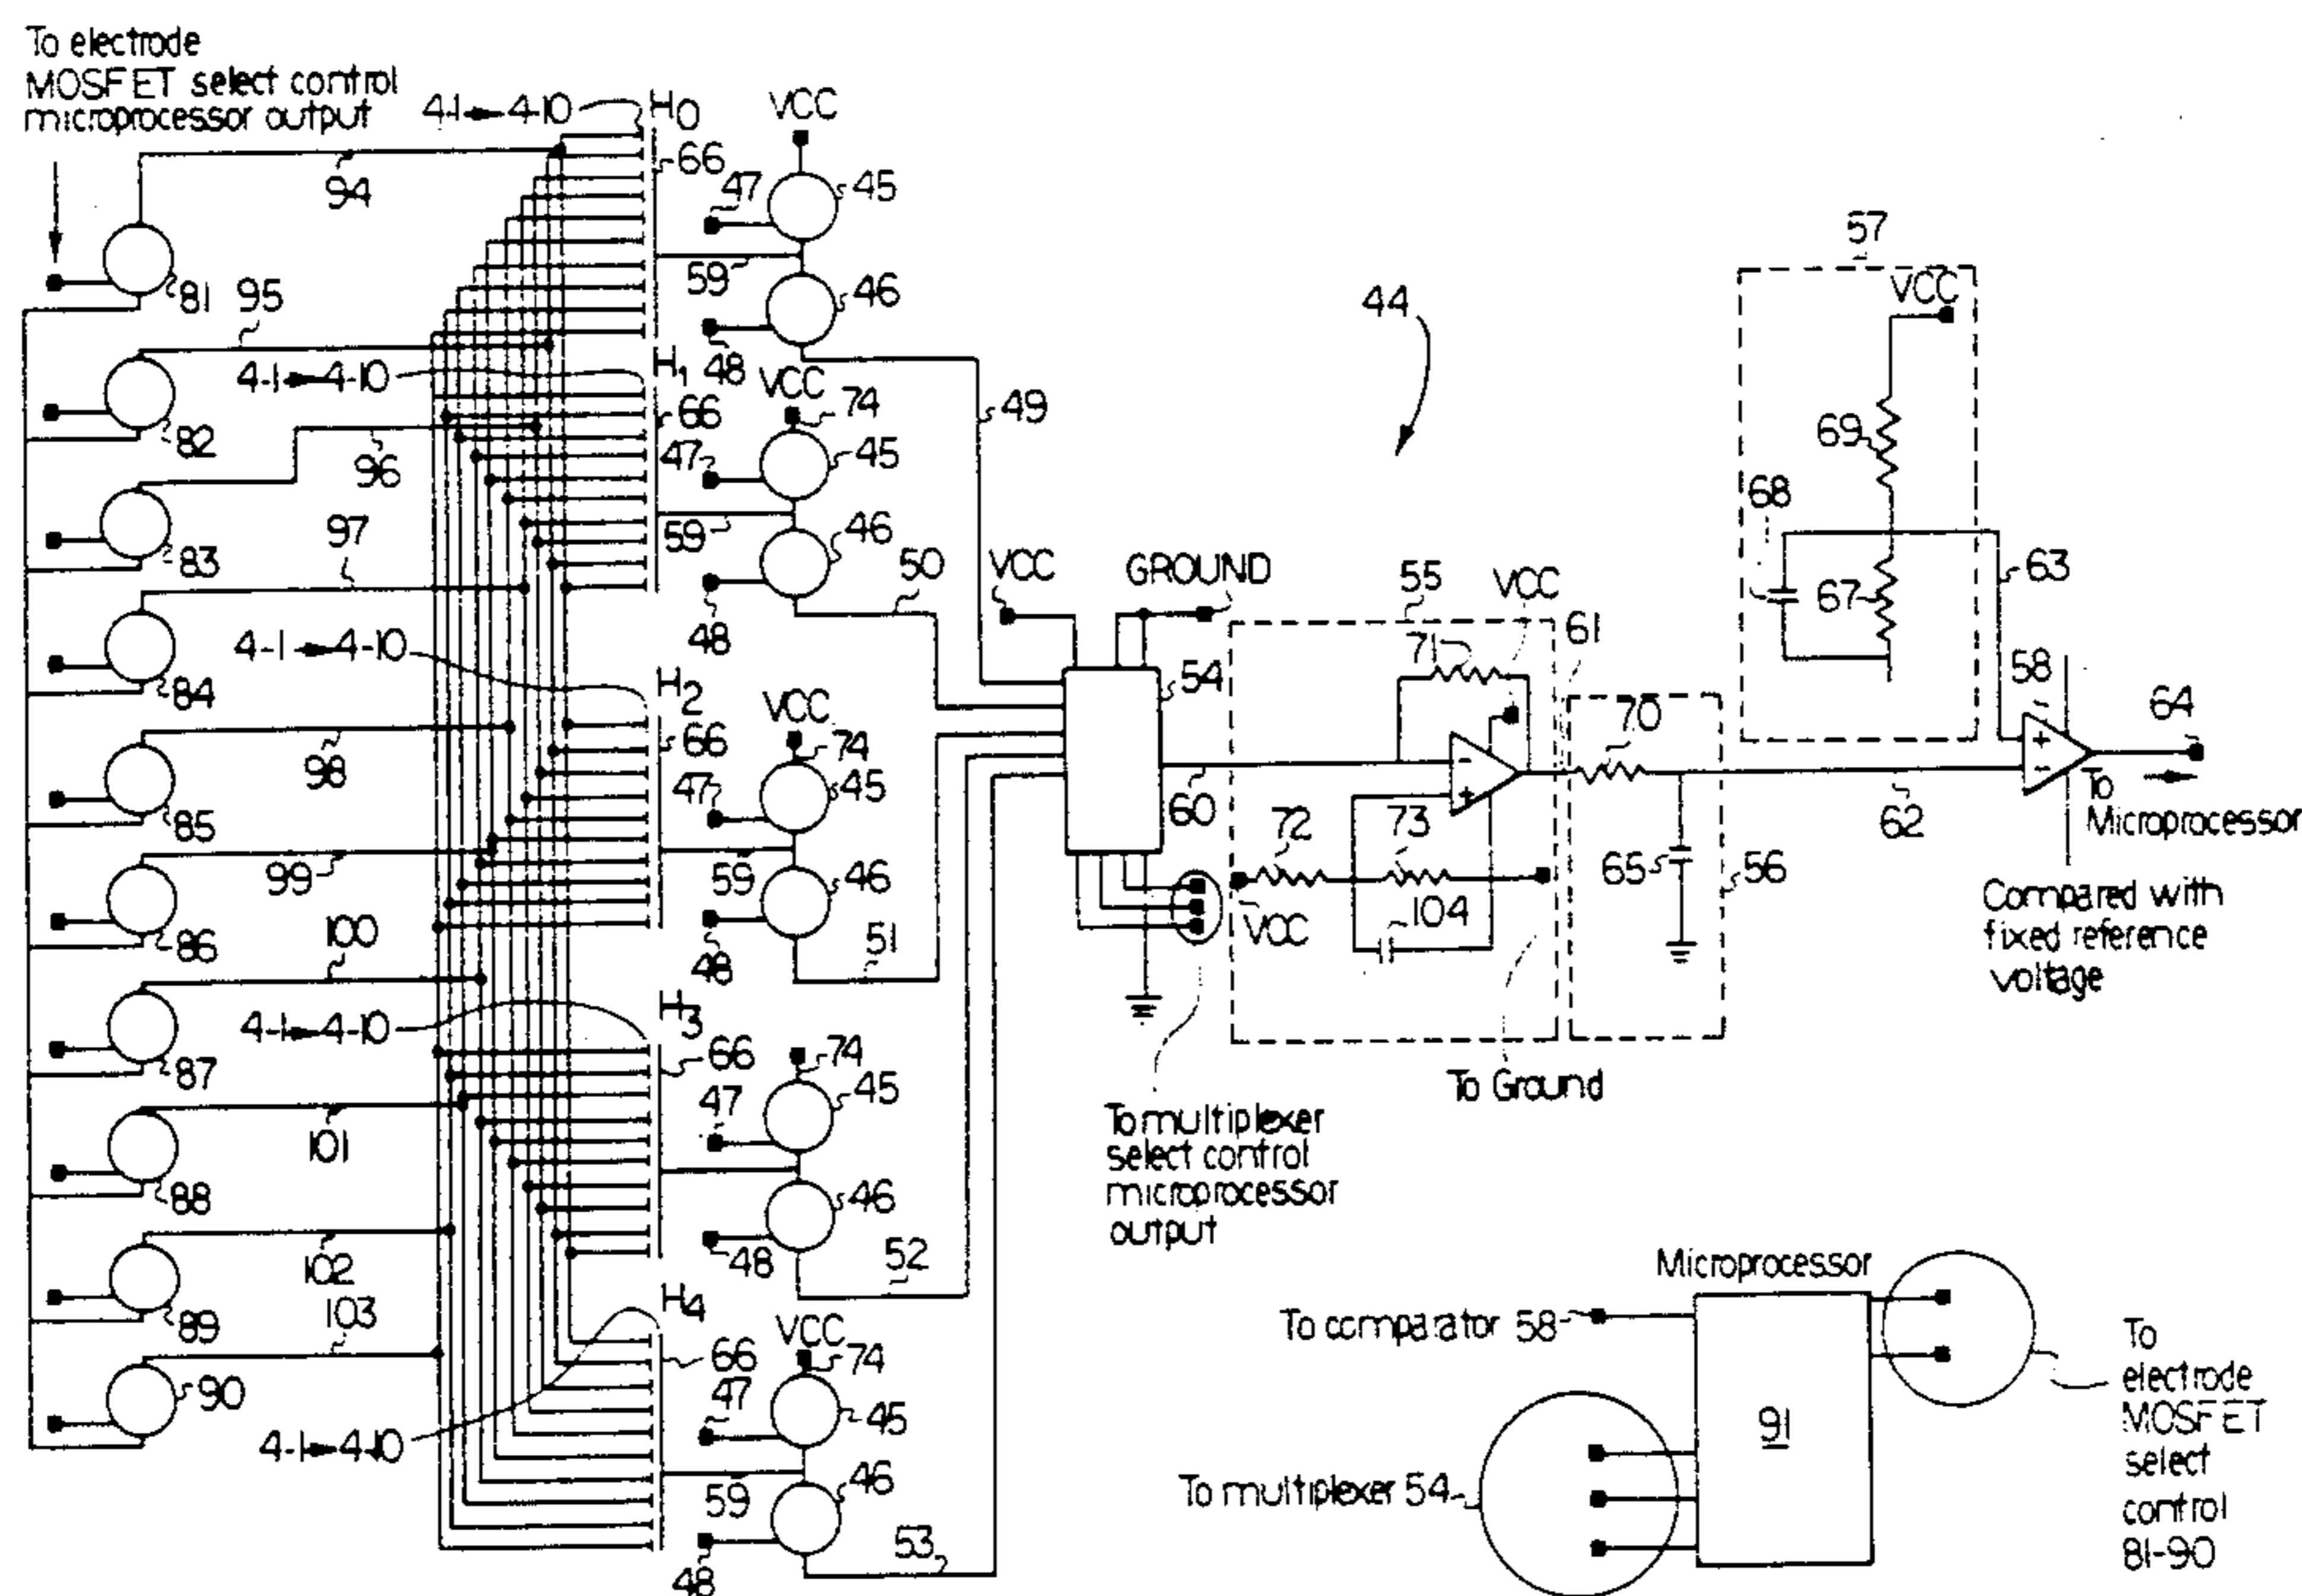 To electrode
MOSFET select control
microprocessor output
4-1 4-10
H0
VCC
66
94
47
45
81
95
59
46
44
57
VCC
82
4-1 4-10
H1
48
VCC
74
49
69
96
66
47
45
83
97
59
46
50
VCC
GROUND
55
VCC
61
68
67
63
84
4-1 4-10
H2
48
54
71
58
64
98
66
VCC
74
47
45
60
70
62
To
Microprocessor
85
99
59
46
72
73
65
56
86
100
48
51
VCC
104
Compared with
fixed reference
voltage
87
4-1 4-10
H3
66
74
47
45
To Ground
101
88
To multiplexer
select control
microprocessor
output
46
48
52
102
89
103
H4
VCC
66
74
90
47
45
4-1 4-10
59
46
48
53
Microprocessor
To comparator 58
91
To multiplexer 54
To
electrode
MOSFET
select
control
81-90